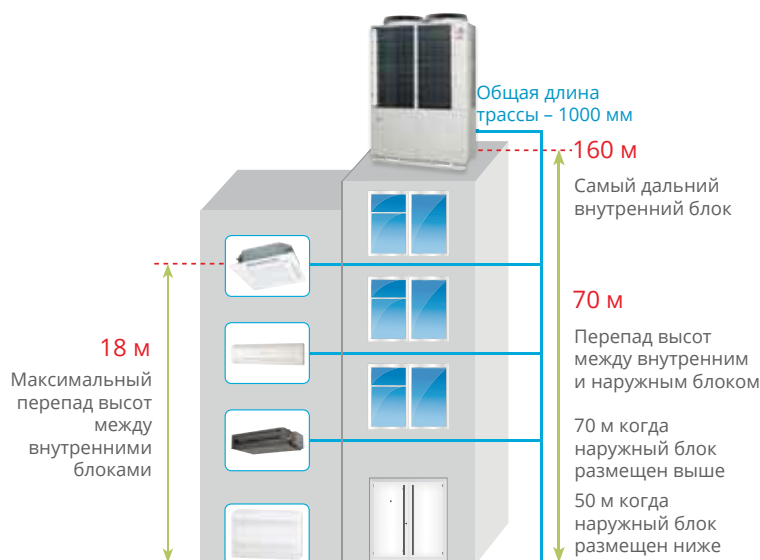 Общая длина
трассы – 1000 мм
160 м
Самый дальний
внутренний блок
70 м
Перепад высот
между внутренним
и наружным блоком
70 м когда
наружный блок
размещен выше
50 м когда
наружный блок
размещен ниже
18 м
Максимальный
перепад высот
между
внутренними
блоками